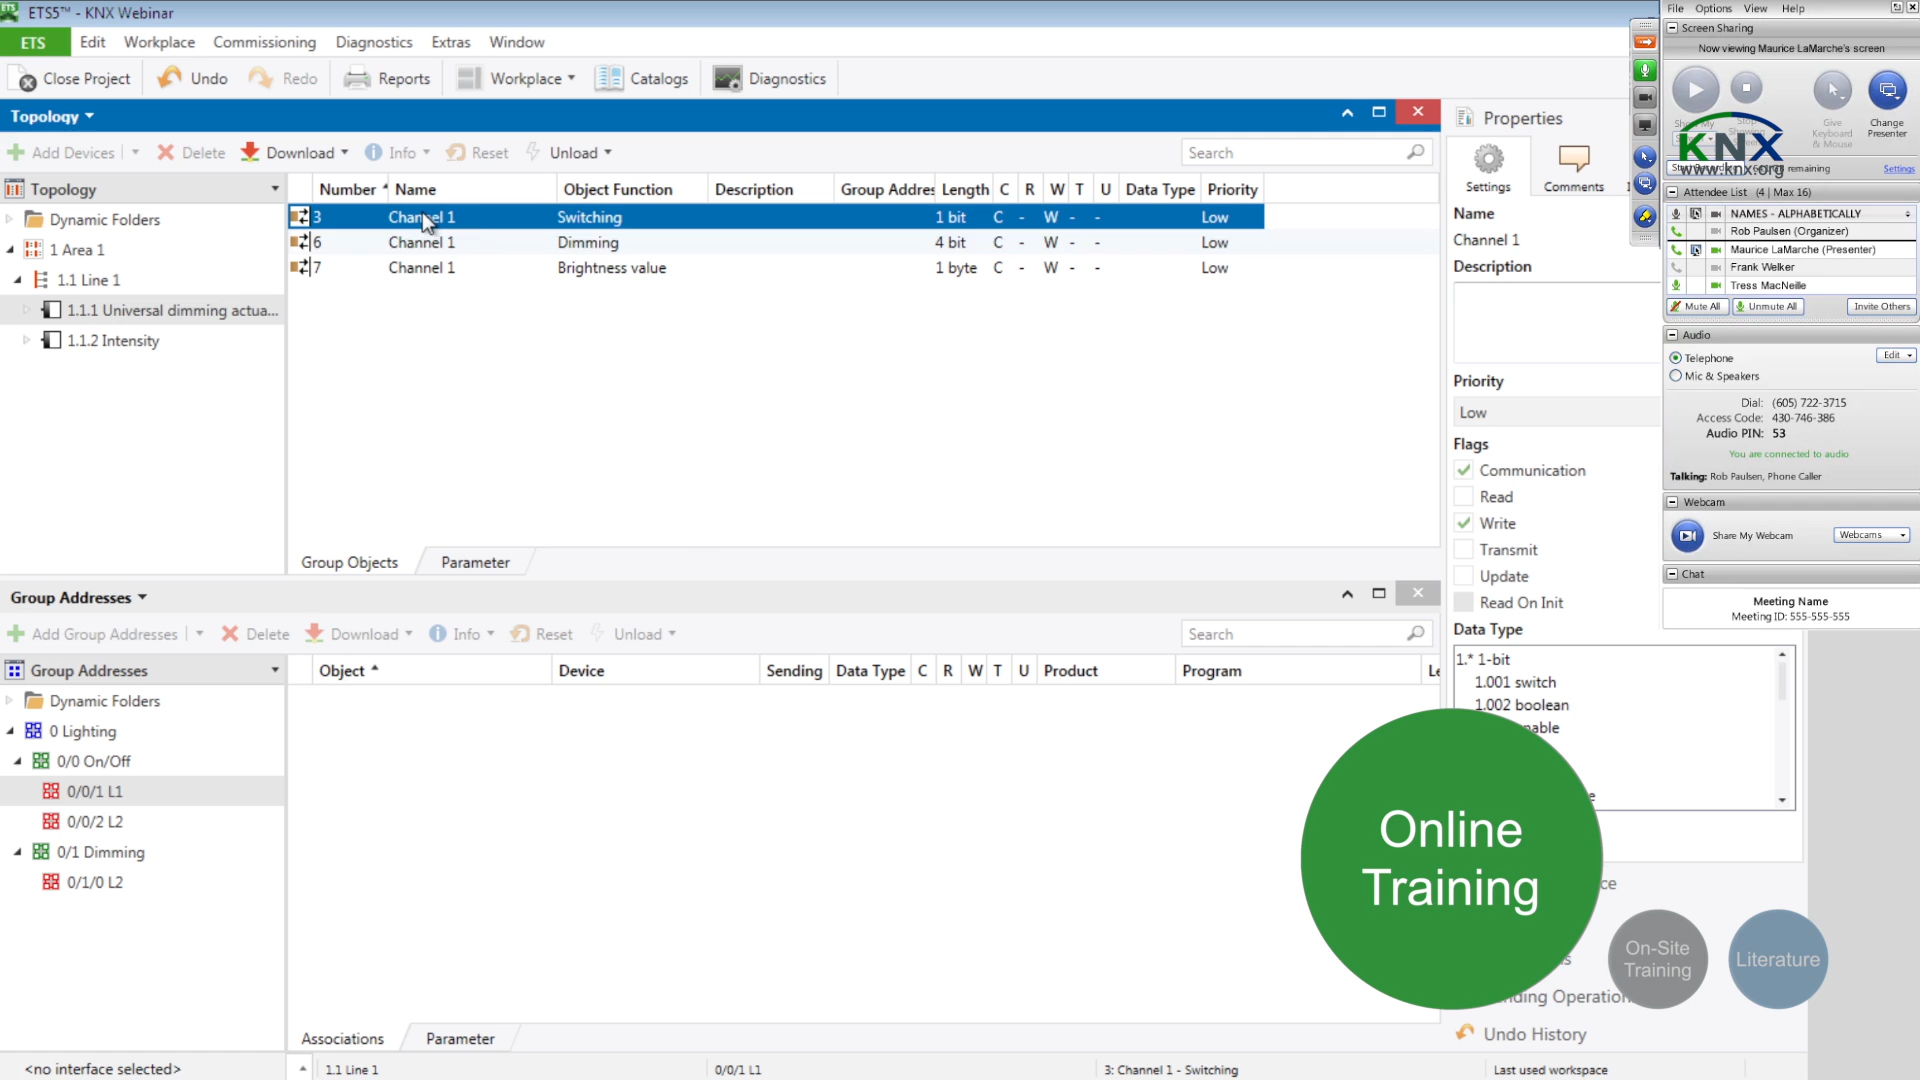 ETS5™ - KNX Webinar
ETS Edit Workplace Commissioning Diagnostics Extras Window
Close Project Undo Redo Reports Workplace Catalogs Diagnostics
Topology
Add Devices Delete Download Info Reset Unload Search
Topology
Dynamic Folders
1 Area 1
1.1 Line 1
1.1.1 Universal dimming actua...
1.1.2 Intensity
Number Name Object Function Description Group Addres Length C R W T U Data Type Priority
3 Channel 1 Switching 1 bit C - W - - Low
6 Channel 1 Dimming 4 bit C - W - - Low
7 Channel 1 Brightness value 1 byte C - W - - Low
Group Objects Parameter
Group Addresses
Add Group Addresses Delete Download Info Reset Unload Search
Group Addresses
Dynamic Folders
0 Lighting
0/0 On/Off
0/0/1 L1
0/0/2 L2
0/1 Dimming
0/1/0 L2
Object Device Sending Data Type C R W T U Product Program Le
Associations Parameter
<no interface selected> 1.1 Line 1 0/0/1 L1 3: Channel 1 - Switching Last used workspace
Properties
Settings Comments
Name
Channel 1
Description
Priority
Low
Flags
Communication
Read
Write
Transmit
Update
Read On Init
Data Type
1.* 1-bit
1.001 switch
1.002 boolean
Undo History
Online
Training
On-Site
Training
Literature
File Options View Help
Screen Sharing
Now viewing Maurice LaMarche's screen
Give
Keyboard
& Mouse
Change
Presenter
KNX
www.knx.org
remaining Settings
Attendee List (4 | Max 16)
NAMES - ALPHABETICALLY
Rob Paulsen (Organizer)
Maurice LaMarche (Presenter)
Frank Welker
Tress MacNeille
Mute All Unmute All Invite Others
Audio
Telephone Edit
Mic & Speakers
Dial: (605) 722-3715
Access Code: 430-746-386
Audio PIN: 53
You are connected to audio
Talking: Rob Paulsen, Phone Caller
Webcam
Share My Webcam Webcams
Chat
Meeting Name
Meeting ID: 555-555-555